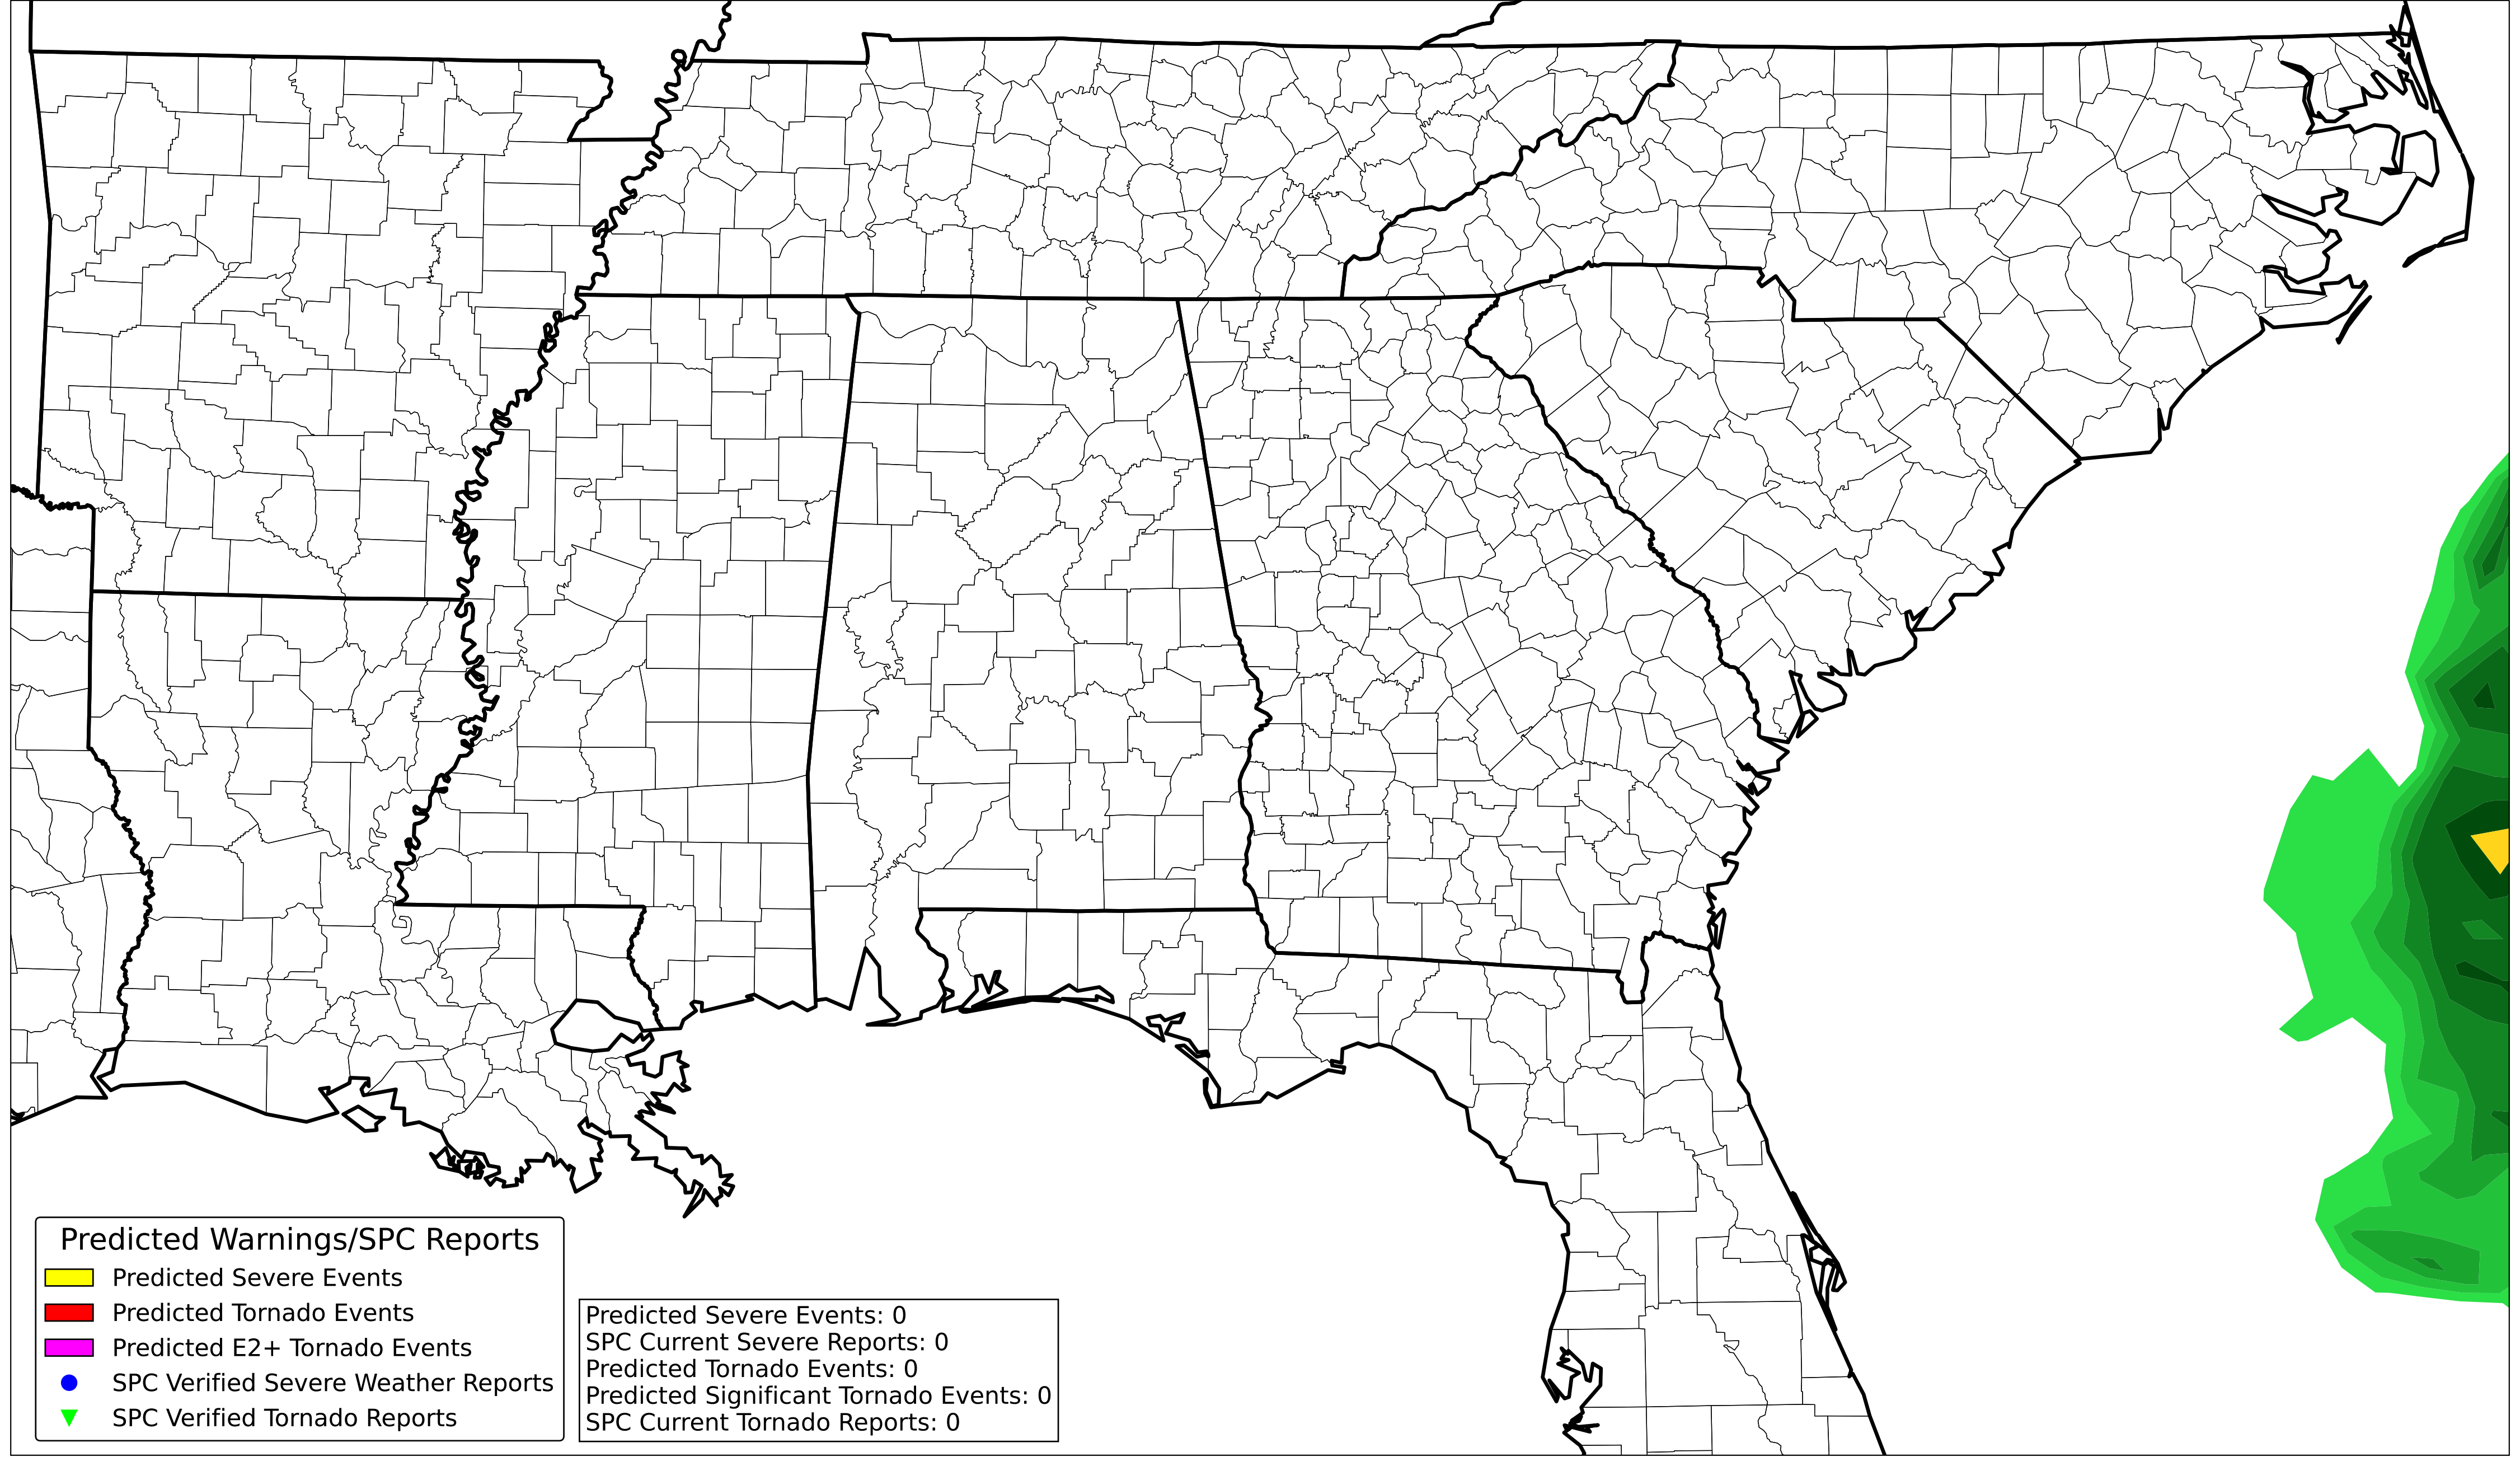 Predicted Warnings/SPC Reports
Predicted Severe Events
Predicted Tornado Events
Predicted E2+ Tornado Events
SPC Verified Severe Weather Reports
SPC Verified Tornado Reports
Predicted Severe Events: 0
SPC Current Severe Reports: 0
Predicted Tornado Events: 0
Predicted Significant Tornado Events: 0
SPC Current Tornado Reports: 0